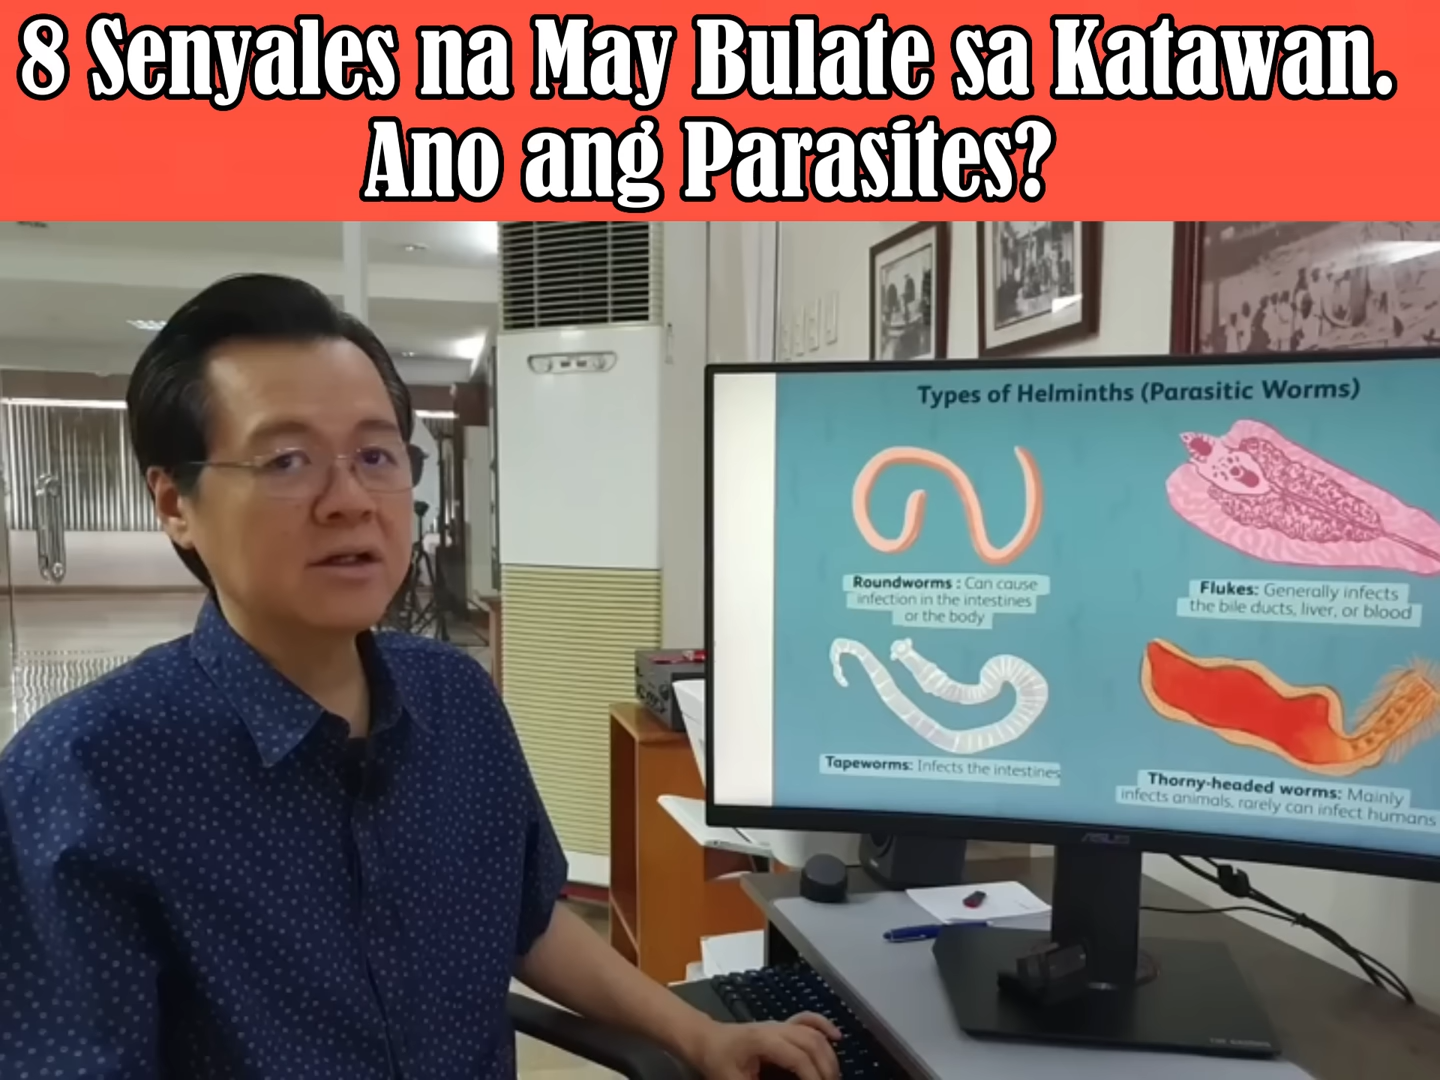 8 Senyales na May Bulate sa Katawan.
Ano ang Parasites?
Types of Helminths (Parasitic Worms)
Roundworms : Can cause
infection in the intestines
or the body
Flukes: Generally infects
the bile ducts, liver, or blood
Tapeworms: Infects the intestines
Thorny-headed worms: Mainly
infects animals, rarely can infect humans
ASUS